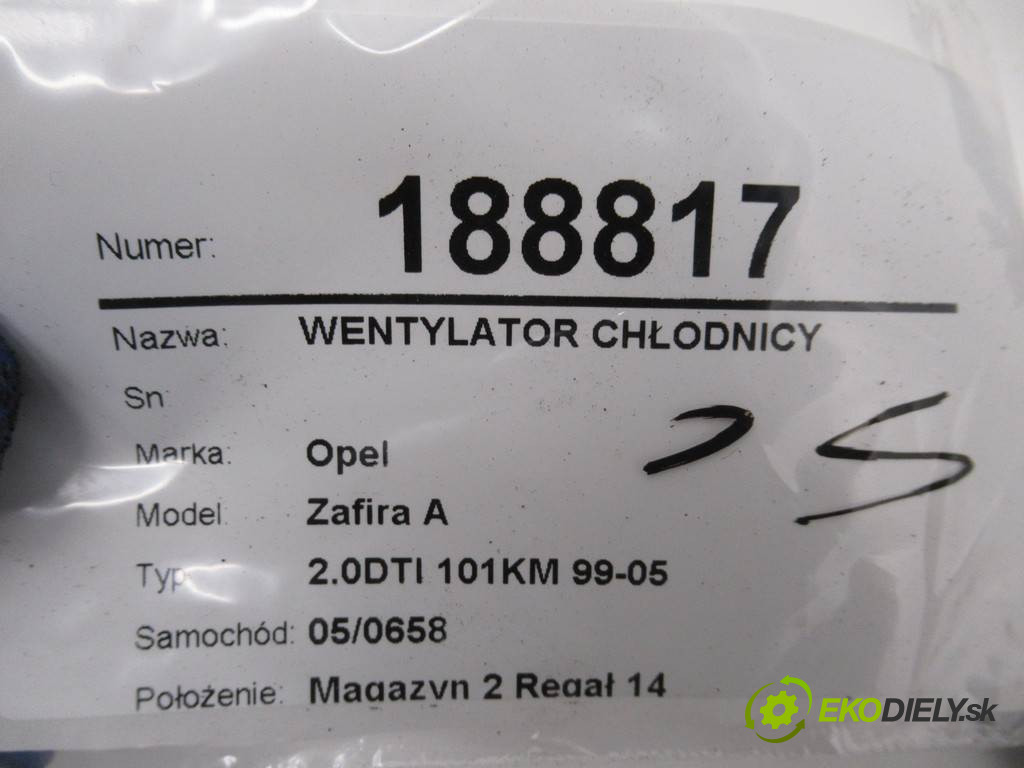 Numer: 188817
Nazwa: WENTYLATOR CHŁODNICY
Sn
Marka: Opel
Model Zafira A
Typ 2.0DTI 101KM 99-05
Samochód: 05/0658
Położenie: Magazyn 2 Regał 14
EKODIELY.sk